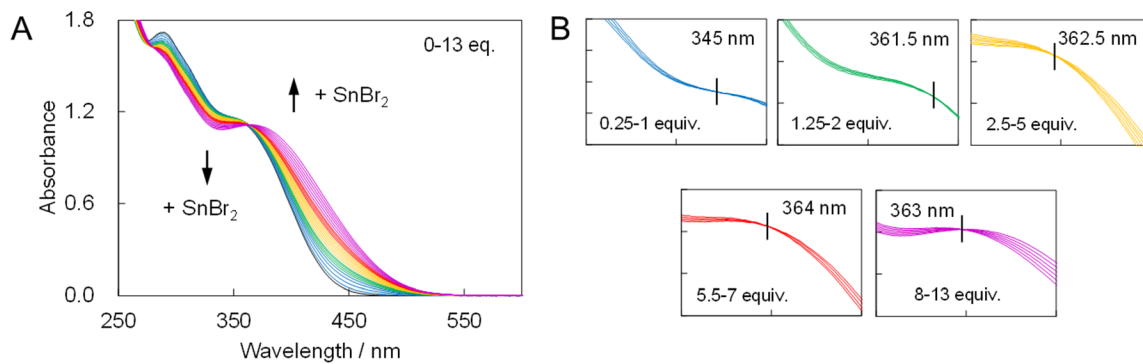 A
1.8
1.2
0.6
0.0
Absorbance
0-13 eq.
+ SnBr2
+ SnBr2
250
350
450
550
Wavelength / nm
B
345 nm
0.25-1 equiv.
361.5 nm
1.25-2 equiv.
362.5 nm
2.5-5 equiv.
364 nm
5.5-7 equiv.
363 nm
8-13 equiv.